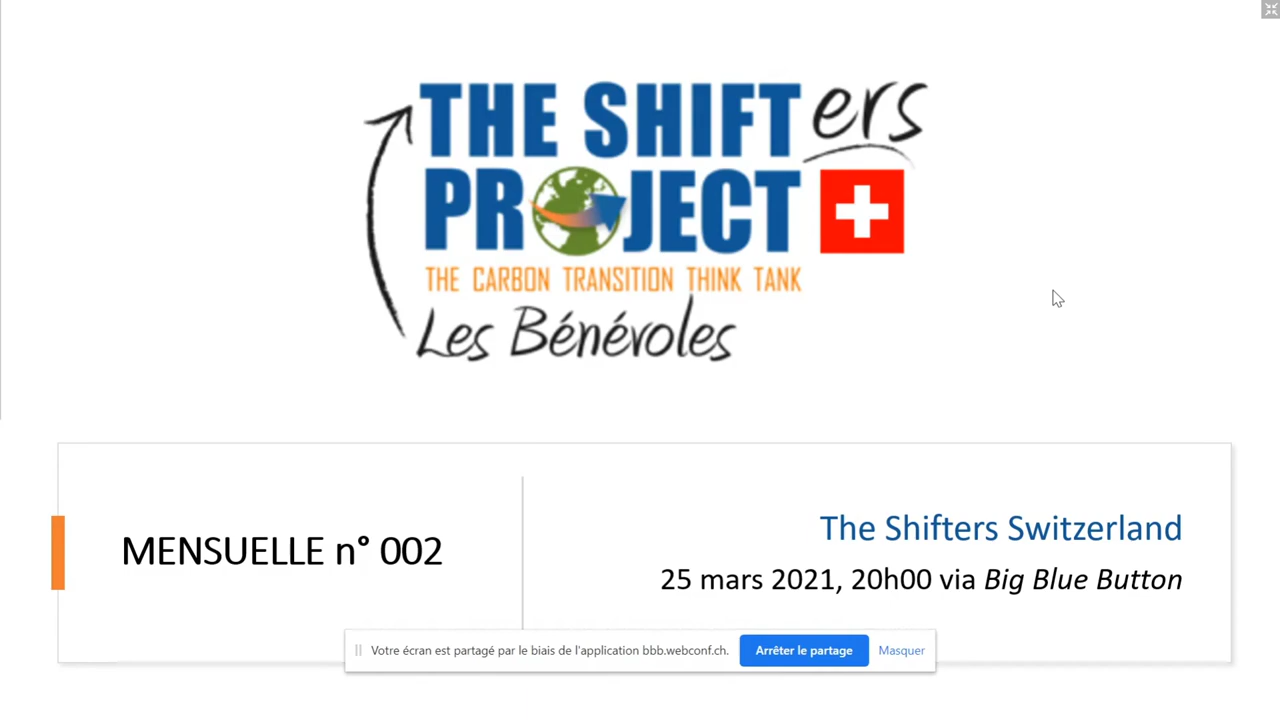 THE SHIFTers
PROJECT
THE CARBON TRANSITION THINK TANK
Les Bénévoles
MENSUELLE n° 002
The Shifters Switzerland
25 mars 2021, 20h00 via Big Blue Button
Votre écran est partagé par le biais de l'application bbb.webconf.ch.
Arrêter le partage
Masquer